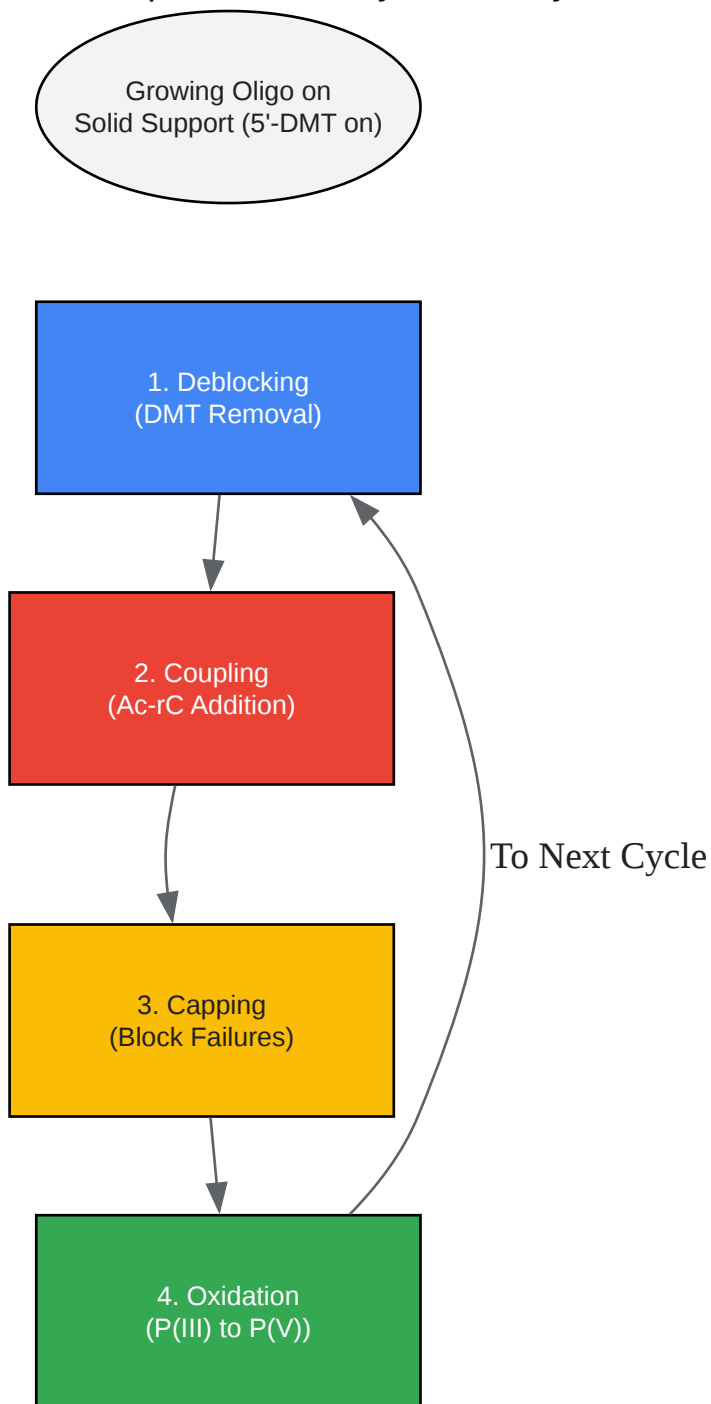 Growing Oligo on
Solid Support (5'-DMT on)
1. Deblocking
(DMT Removal)
2. Coupling
(Ac-rC Addition)
To Next Cycle
3. Capping
(Block Failures)
4. Oxidation
(P(III) to P(V))